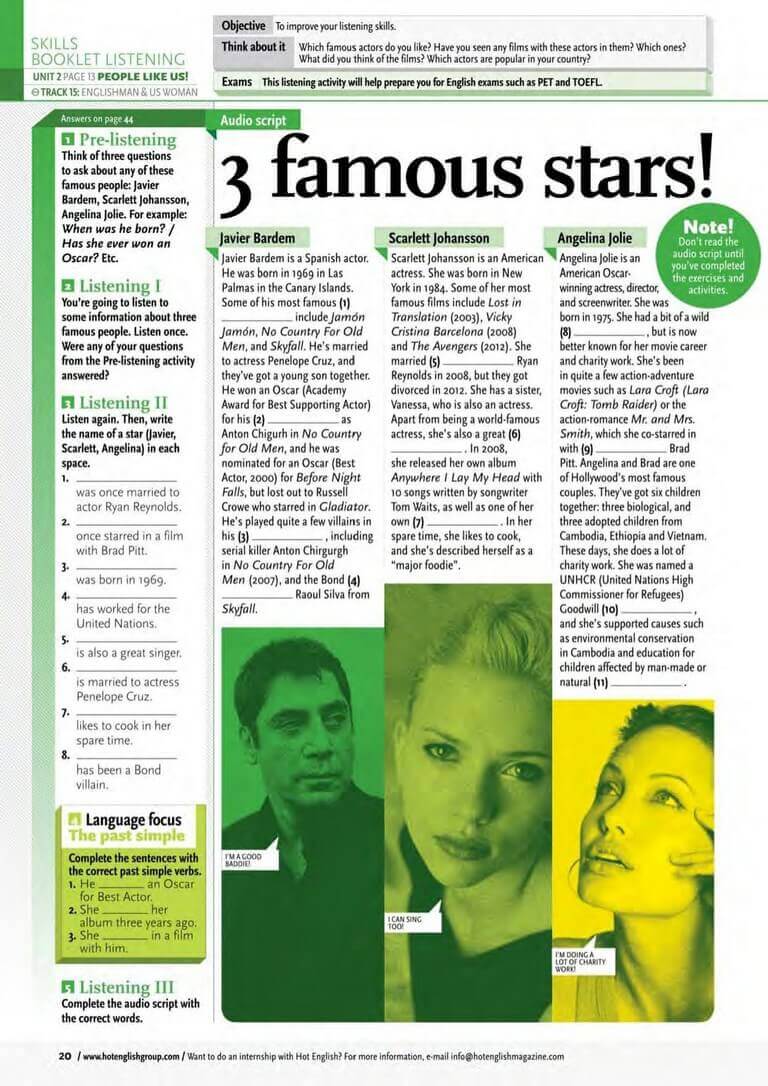 SKILLS
BOOKLET LISTENING
UNIT 2 PAGE 13 PEOPLE LIKE US!
TRACK 15: ENGLISHMAN & US WOMAN
Objective To improve your listening skills.
Think about it Which famous actors do you like? Have you seen any films with these actors in them? Which ones?
What did you think of the films? Which actors are popular in your country?
Exams This listening activity will help prepare you for English exams such as PET and TOEFL.
Answers on page 44
1 Pre-listening
Think of three questions
to ask about any of these
famous people: Javier
Bardem, Scarlett Johansson,
Angelina Jolie. For example:
When was he born? /
Has she ever won an
Oscar? Etc.
2 Listening I
You're going to listen to
some information about three
famous people. Listen once.
Were any of your questions
from the Pre-listening activity
answered?
3 Listening II
Listen again. Then, write
the name of a star (Javier,
Scarlett, Angelina) in each
space.
1. ____________
was once married to
actor Ryan Reynolds.
2. ____________
once starred in a film
with Brad Pitt.
3. ____________
was born in 1969.
4. ____________
has worked for the
United Nations.
5. ____________
is also a great singer.
6. ____________
is married to actress
Penelope Cruz.
7. ____________
likes to cook in her
spare time.
8. ____________
has been a Bond
villain.
4 Language focus
The past simple
Complete the sentences with
the correct past simple verbs.
1. He ______ an Oscar
for Best Actor.
2. She ______ her
album three years ago.
3. She ______ in a film
with him.
5 Listening III
Complete the audio script with
the correct words.
Audio script
3 famous stars!
Note!
Don't read the
audio script until
you've completed
the exercises and
activities.
Javier Bardem
Javier Bardem is a Spanish actor.
He was born in 1969 in Las
Palmas in the Canary Islands.
Some of his most famous (1)
____________ include Jamón
Jamón, No Country For Old
Men, and Skyfall. He's married
to actress Penelope Cruz, and
they've got a young son together.
He won an Oscar (Academy
Award for Best Supporting Actor)
for his (2) ____________ as
Anton Chigurh in No Country
for Old Men, and he was
nominated for an Oscar (Best
Actor, 2000) for Before Night
Falls, but lost out to Russell
Crowe who starred in Gladiator.
He's played quite a few villains in
his (3) ____________, including
serial killer Anton Chirgurgh
in No Country For Old
Men (2007), and the Bond (4)
____________ Raoul Silva from
Skyfall.
Scarlett Johansson
Scarlett Johansson is an American
actress. She was born in New
York in 1984. Some of her most
famous films include Lost in
Translation (2003), Vicky
Cristina Barcelona (2008)
and The Avengers (2012). She
married (5) ____________ Ryan
Reynolds in 2008, but they got
divorced in 2012. She has a sister,
Vanessa, who is also an actress.
Apart from being a world-famous
actress, she's also a great (6)
____________. In 2008,
she released her own album
Anywhere I Lay My Head with
10 songs written by songwriter
Tom Waits, as well as one of her
own (7) ____________. In her
spare time, she likes to cook,
and she's described herself as a
"major foodie".
Angelina Jolie
Angelina Jolie is an
American Oscar-
winning actress, director,
and screenwriter. She was
born in 1975. She had a bit of a wild
(8) ____________, but is now
better known for her movie career
and charity work. She's been
in quite a few action-adventure
movies such as Lara Croft (Lara
Croft: Tomb Raider) or the
action-romance Mr. and Mrs.
Smith, which she co-starred in
with (9) ____________ Brad
Pitt. Angelina and Brad are one
of Hollywood's most famous
couples. They've got six children
together: three biological, and
three adopted children from
Cambodia, Ethiopia and Vietnam.
These days, she does a lot of
charity work. She was named a
UNHCR (United Nations High
Commissioner for Refugees)
Goodwill (10) ____________,
and she's supported causes such
as environmental conservation
in Cambodia and education for
children affected by man-made or
natural (11) ____________.
I'M A GOOD
BADDIE!
I CAN SING
TOO!
I'M DOING A
LOT OF CHARITY
WORK!
20 / www.hotenglishgroup.com / Want to do an internship with Hot English? For more information, e-mail info@hotenglishmagazine.com